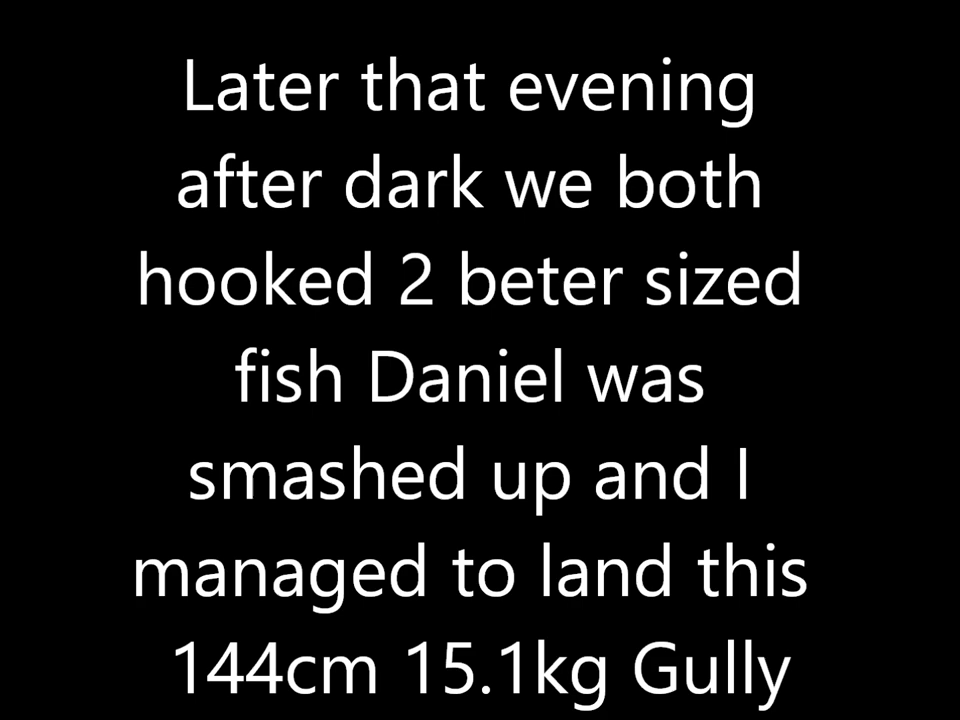 Later that evening
after dark we both
hooked 2 beter sized
fish Daniel was
smashed up and I
managed to land this
144cm 15.1kg Gully